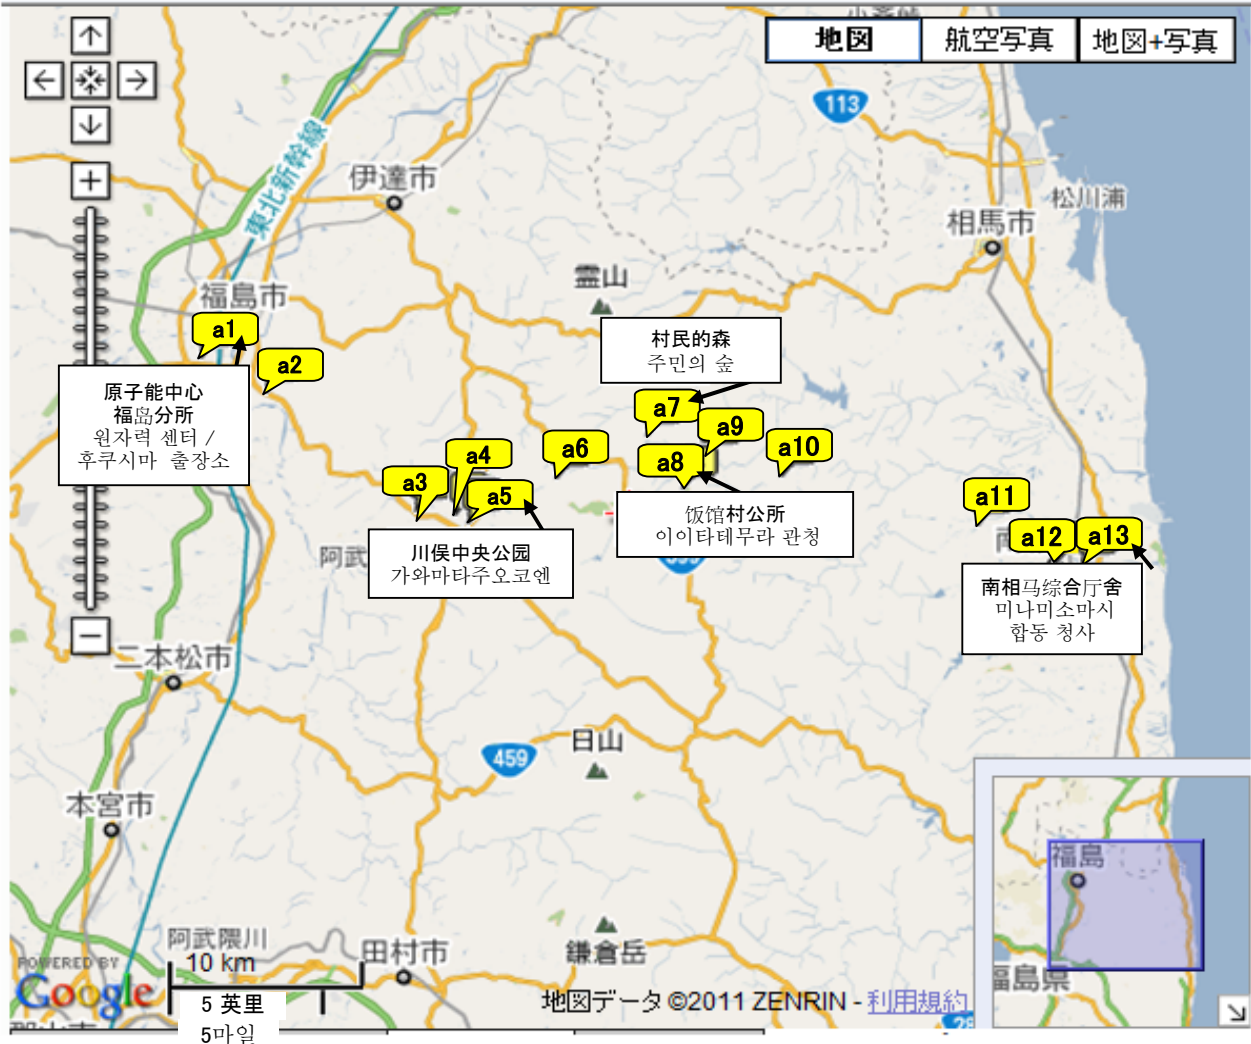 地図
航空写真
地図+写真
113
伊達市
東北新幹線
松川浦
相馬市
霊山
福島市
a1
a2
村民的森
주민의 숲
原子能中心
福岛分所
원자력 센터 /
후쿠시마 출장소
a7
a9
a4
a6
a10
a8
a3
a5
a11
饭馆村公所
이이타테무라 관청
a12
a13
阿武
川俣中央公园
가와마타주오코엔
南相马综合厅舍
미나미소마시
합동 청사
二本松市
日山
459
本宮市
福島
阿武隈川
田村市
鎌倉岳
10 km
POWERED BY
Google
福島県
5 英里
5마일
地図データ ©2011 ZENRIN - 利用規約